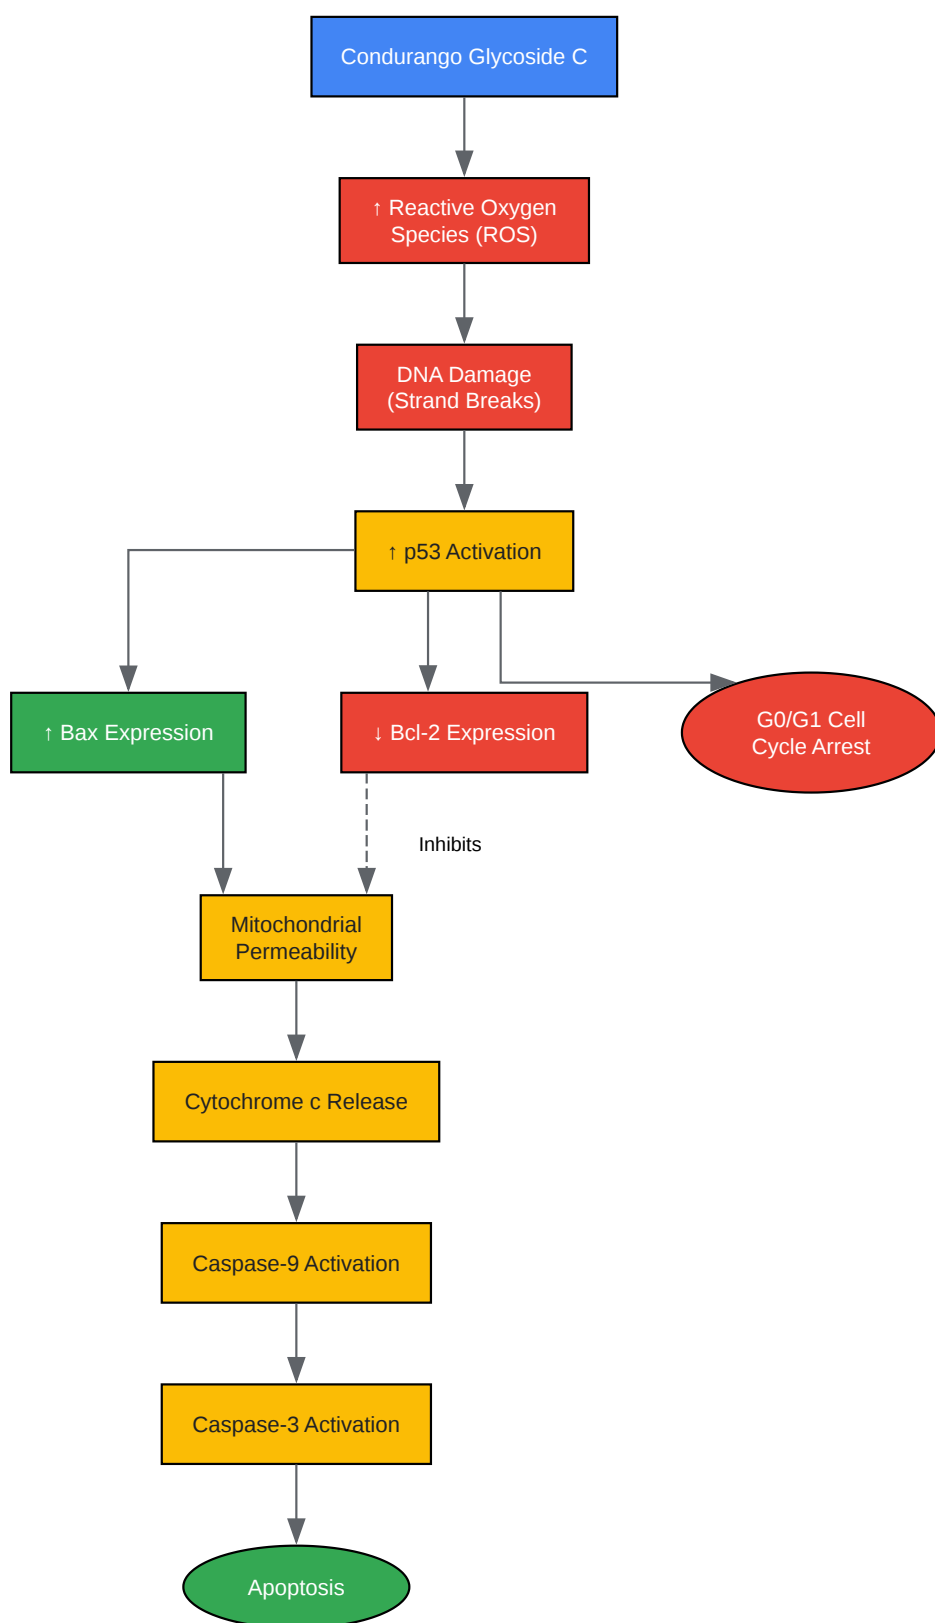 Condurango Glycoside C
↑ Reactive Oxygen
Species (ROS)
DNA Damage
(Strand Breaks)
↑ p53 Activation
↑ Bax Expression
↓ Bcl-2 Expression
G0/G1 Cell
Cycle Arrest
Inhibits
Mitochondrial
Permeability
Cytochrome c Release
Caspase-9 Activation
Caspase-3 Activation
Apoptosis